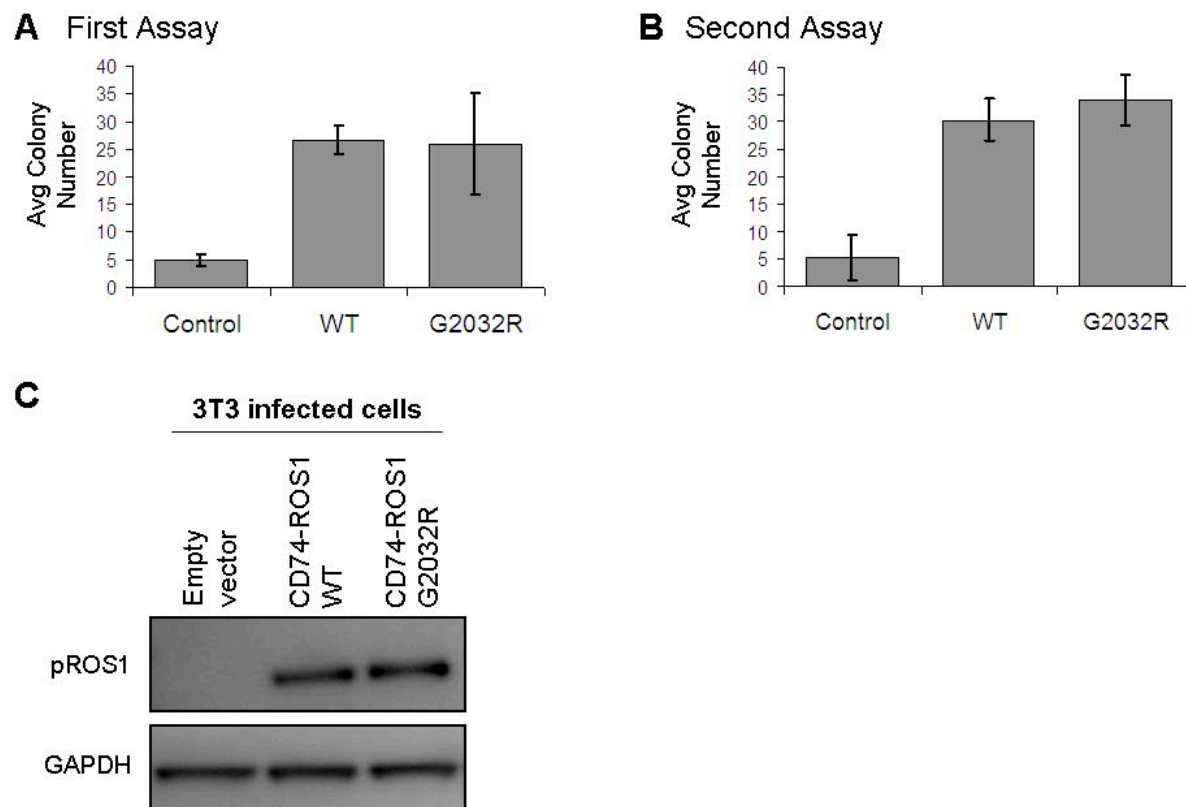 A First Assay
Avg Colony
Number
40
35
30
25
20
15
10
5
0
Control WT G2032R
B Second Assay
Avg Colony
Number
40
35
30
25
20
15
10
5
0
Control WT G2032R
C
3T3 infected cells
Empty
vector
CD74-ROS1
WT
CD74-ROS1
G2032R
pROS1
GAPDH